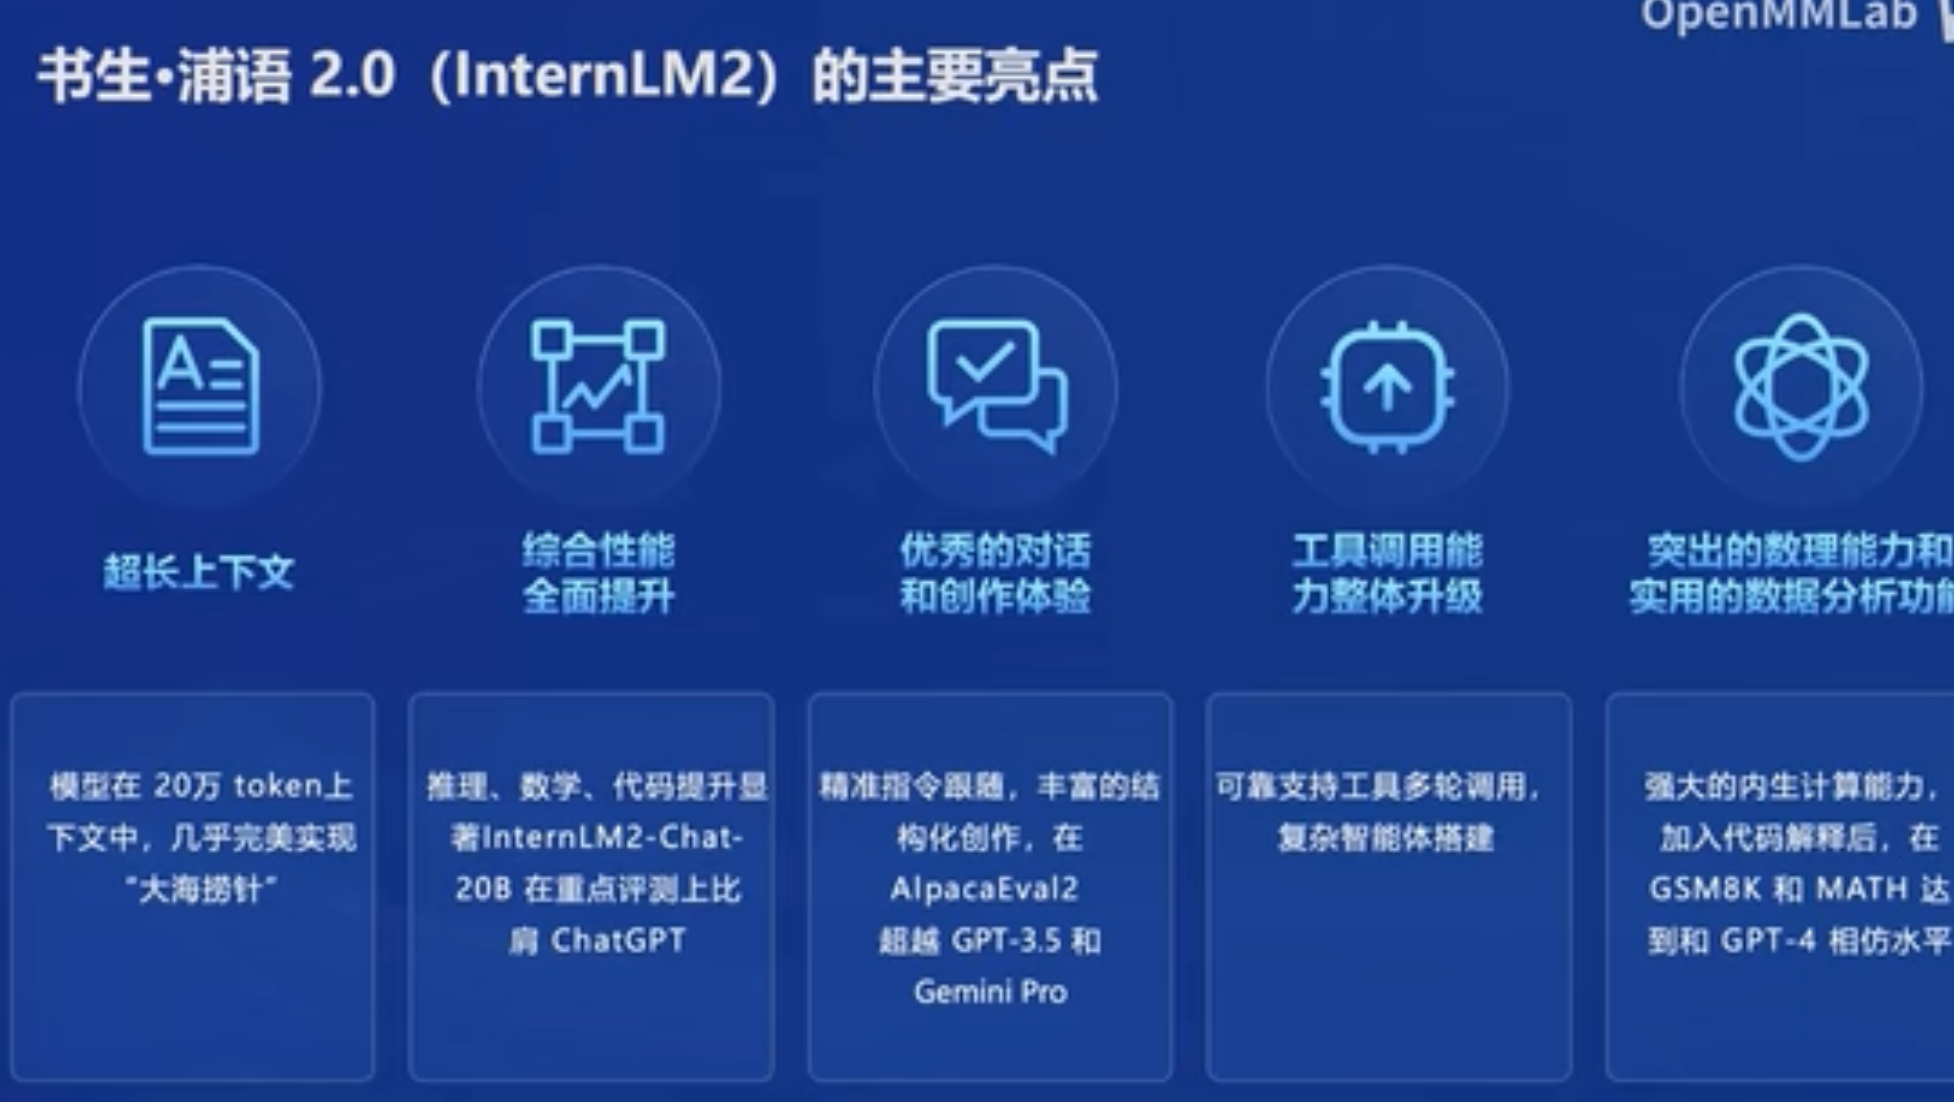 OpenMMLab
书生·浦语 2.0（InternLM2）的主要亮点
超长上下文
综合性能
全面提升
优秀的对话
和创作体验
工具调用能
力整体升级
突出的数理能力和
实用的数据分析功能
模型在 20万 token上
下文中，几乎完美实现
“大海捞针”
推理、数学、代码提升显
著InternLM2-Chat-
20B 在重点评测上比
肩 ChatGPT
精准指令跟随，丰富的结
构化创作，在
AlpacaEval2
超越 GPT-3.5 和
Gemini Pro
可靠支持工具多轮调用，
复杂智能体搭建
强大的内生计算能力，
加入代码解释后，在
GSM8K 和 MATH 达
到和 GPT-4 相仿水平